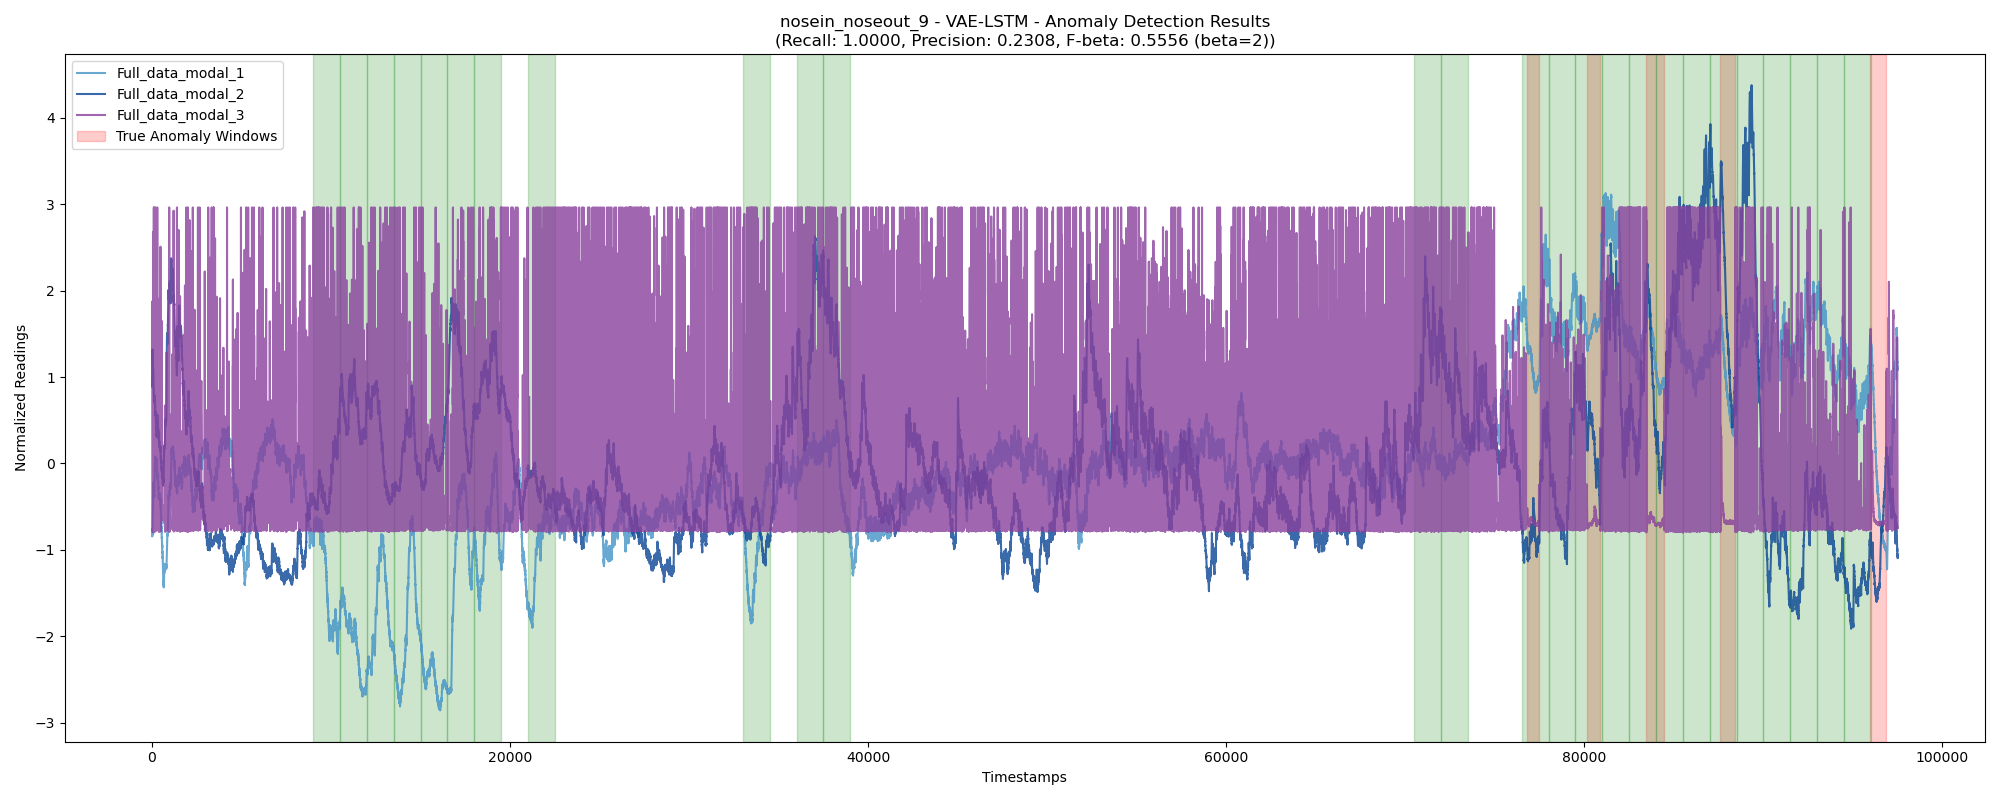 nosein_noseout_9 - VAE-LSTM - Anomaly Detection Results
(Recall: 1.0000, Precision: 0.2308, F-beta: 0.5556 (beta=2))
Full_data_modal_1
Full_data_modal_2
Full_data_modal_3
True Anomaly Windows
Normalized Readings
4
3
2
1
0
−1
−2
−3
0
20000
40000
60000
80000
100000
Timestamps